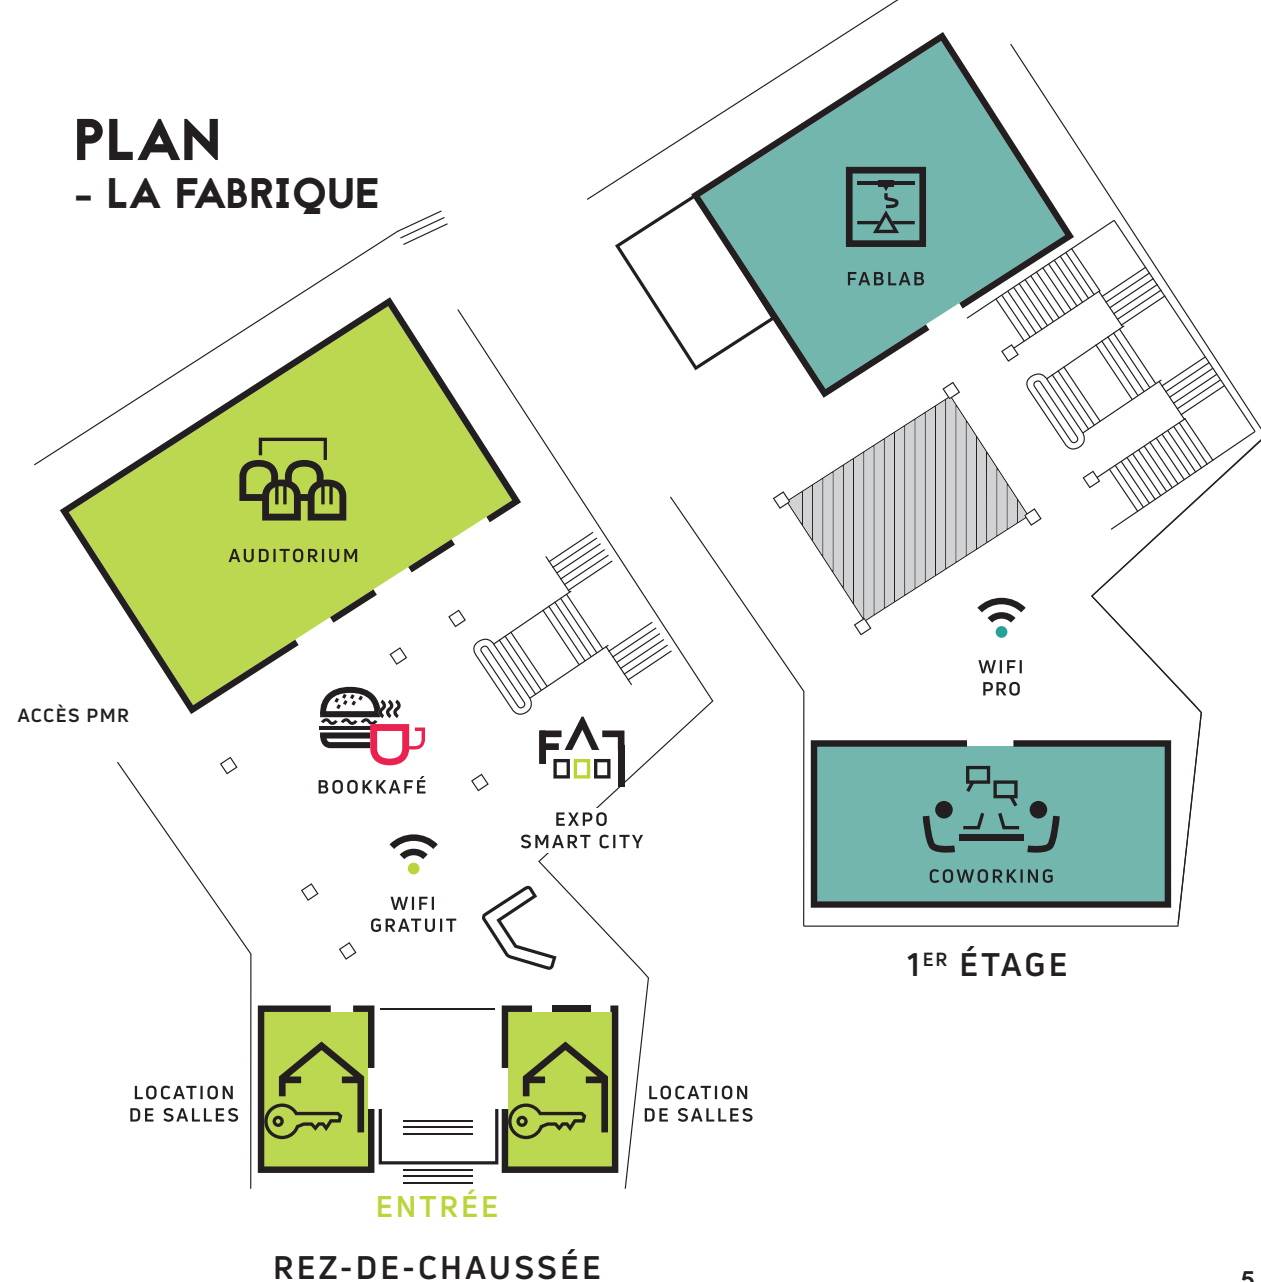 PLAN
- LA FABRIQUE
FABLAB
AUDITORIUM
WIFI
PRO
ACCÈS PMR
BOOKKAFÉ
EXPO
SMART CITY
WIFI
GRATUIT
COWORKING
1ER ÉTAGE
LOCATION
DE SALLES
LOCATION
DE SALLES
ENTRÉE
REZ-DE-CHAUSSÉE
5